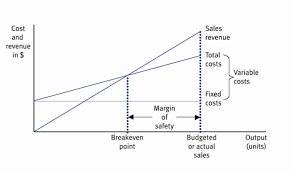 Cost
and
revenue
in $
Sales
revenue
Total
costs
Variable
costs
Fixed
costs
Margin
of
safety
Breakeven
point
Budgeted
or actual
sales
Output
(units)